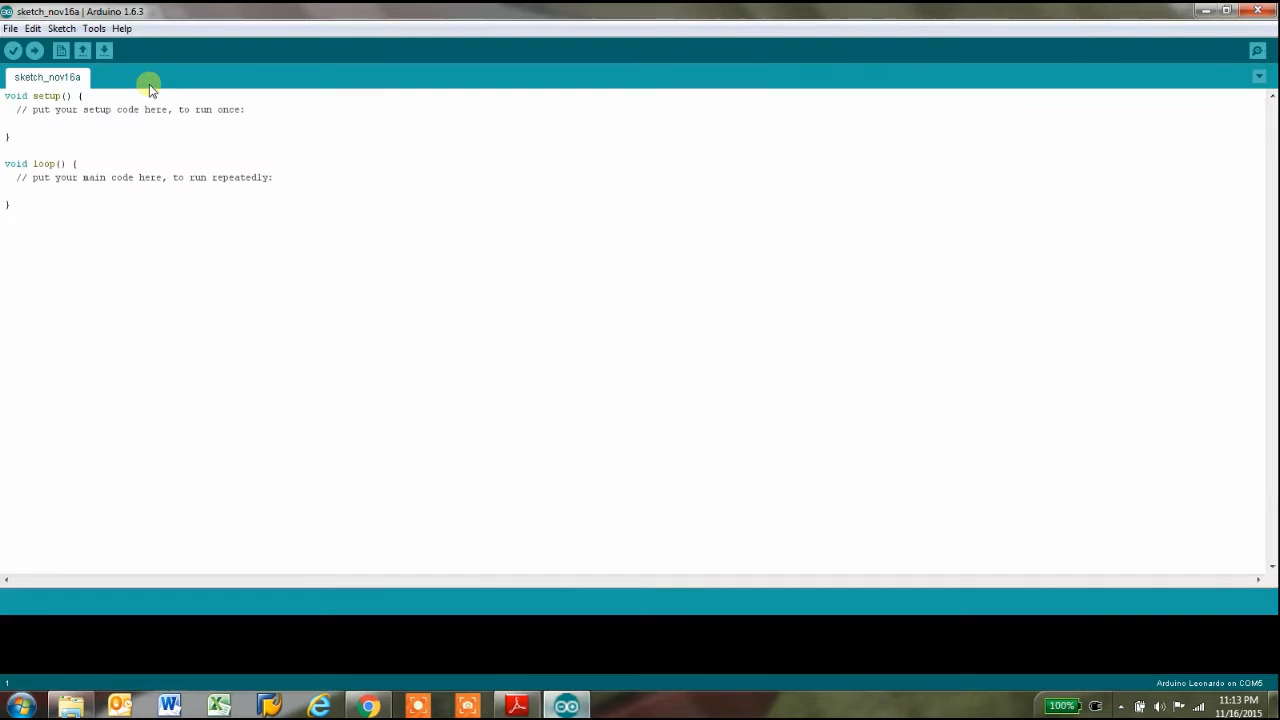 sketch_nov16a | Arduino 1.6.3
File Edit Sketch Tools Help
sketch_nov16a
void setup() {
// put your setup code here, to run once:
}
void loop() {
// put your main code here, to run repeatedly:
}
1
Arduino Leonardo on COM5
100%
11:13 PM
11/16/2015